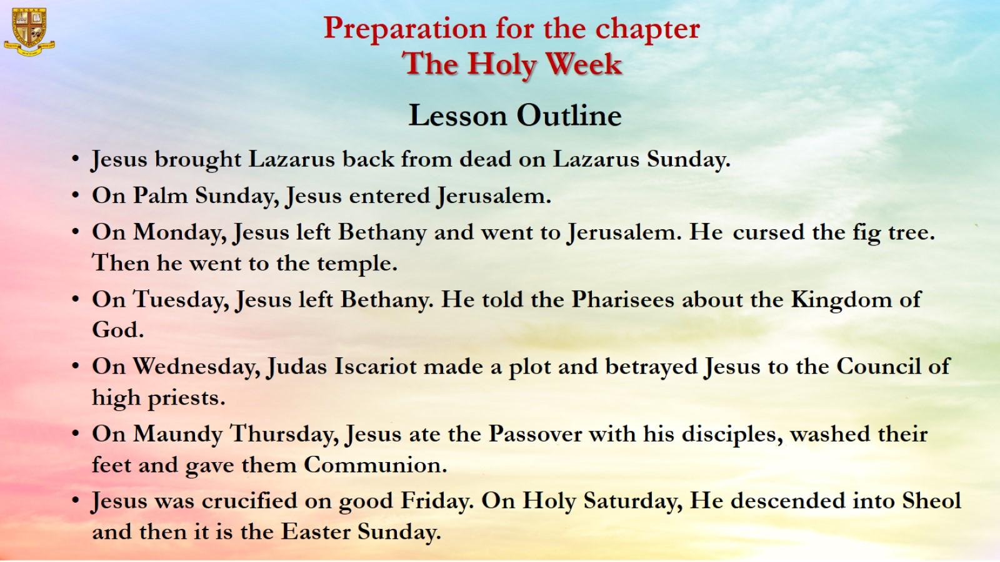 Preparation for the chapter
The Holy Week
Lesson Outline
• Jesus brought Lazarus back from dead on Lazarus Sunday.
• On Palm Sunday, Jesus entered Jerusalem.
• On Monday, Jesus left Bethany and went to Jerusalem. He cursed the fig tree.
Then he went to the temple.
• On Tuesday, Jesus left Bethany. He told the Pharisees about the Kingdom of
God.
• On Wednesday, Judas Iscariot made a plot and betrayed Jesus to the Council of
high priests.
• On Maundy Thursday, Jesus ate the Passover with his disciples, washed their
feet and gave them Communion.
• Jesus was crucified on good Friday. On Holy Saturday, He descended into Sheol
and then it is the Easter Sunday.